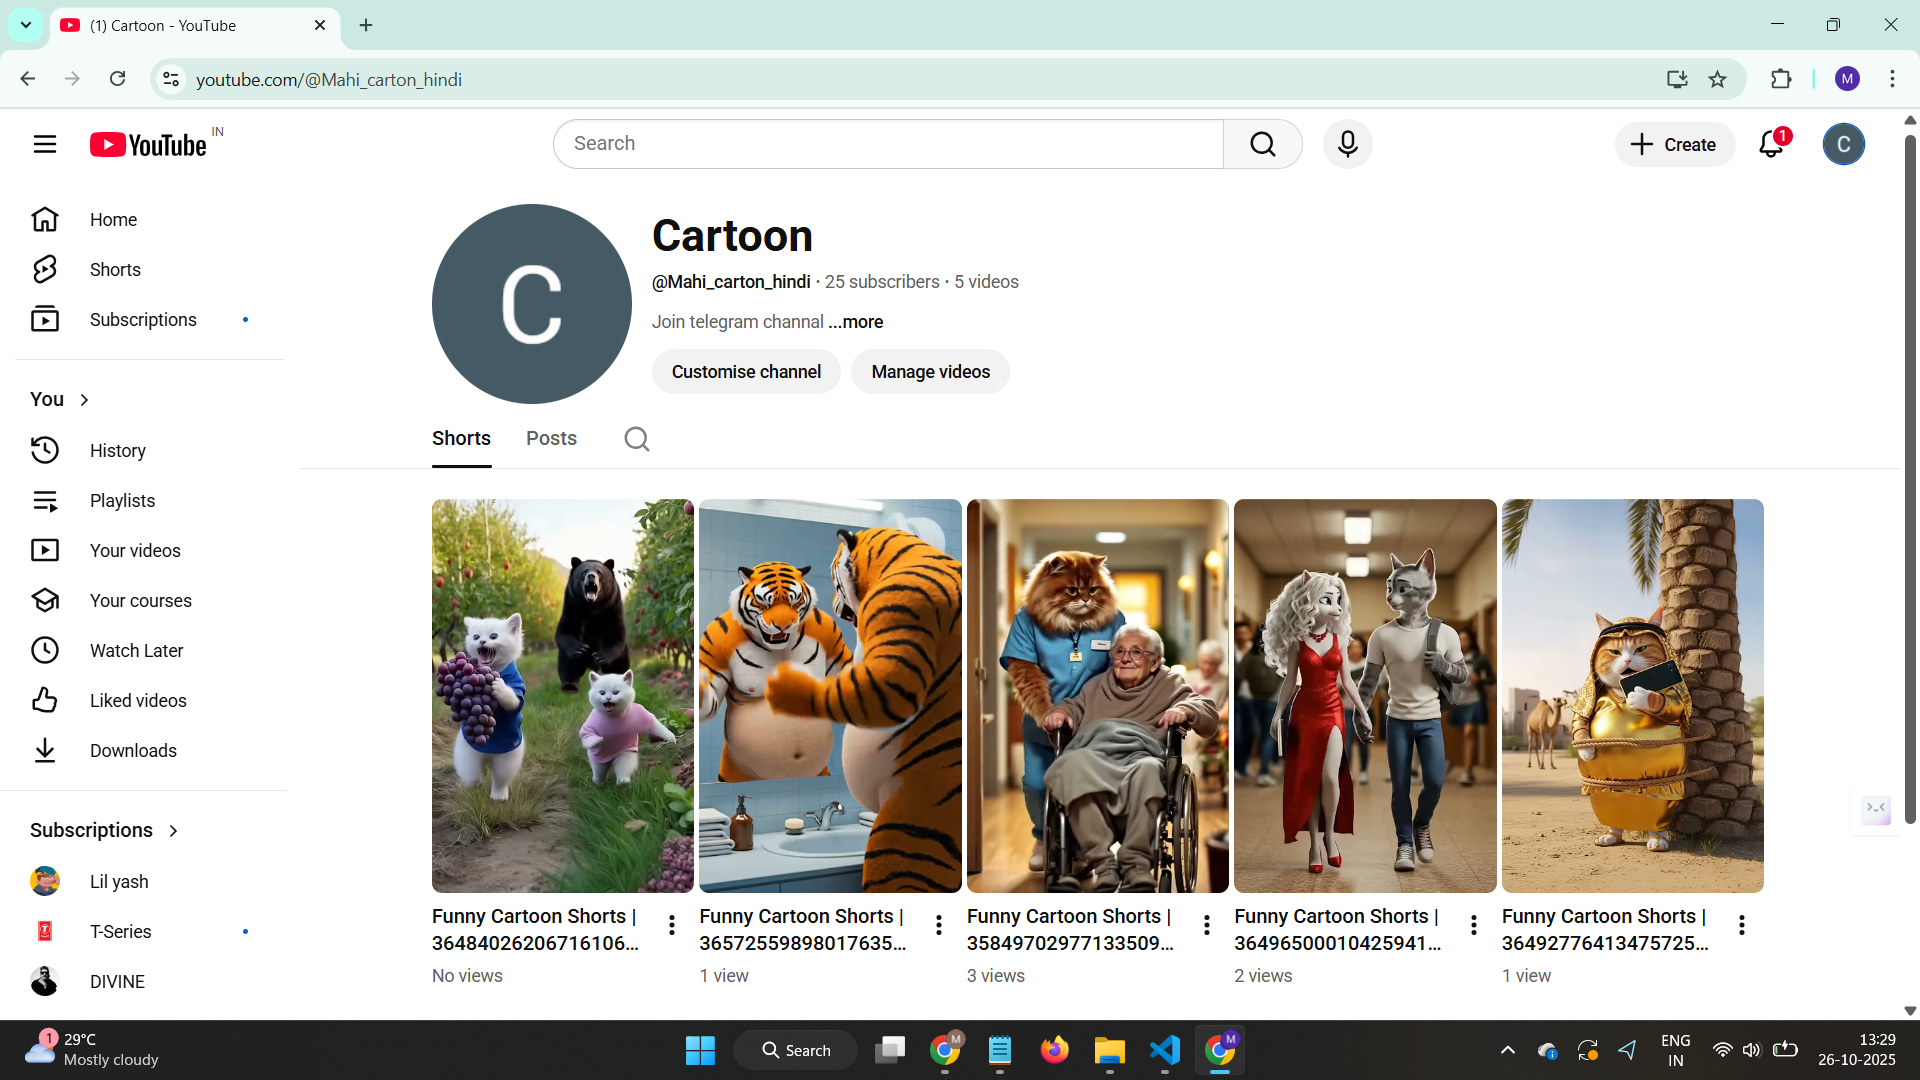 (1) Cartoon - YouTube
youtube.com/@Mahi_carton_hindi
M
YouTube
IN
Search
Create
1
C
Home
Shorts
Subscriptions
You
History
Playlists
Your videos
Your courses
Watch Later
Liked videos
Downloads
Subscriptions
Lil yash
T-Series
DIVINE
C
Cartoon
@Mahi_carton_hindi · 25 subscribers · 5 videos
Join telegram channal ...more
Customise channel
Manage videos
Shorts
Posts
Funny Cartoon Shorts |
36484026206716106...
No views
Funny Cartoon Shorts |
36572559898017635...
1 view
Funny Cartoon Shorts |
35849702977133509...
3 views
Funny Cartoon Shorts |
36496500010425941...
2 views
Funny Cartoon Shorts |
36492776413475725...
1 view
1
29°C
Mostly cloudy
Search
M
M
ENG
IN
13:29
26-10-2025